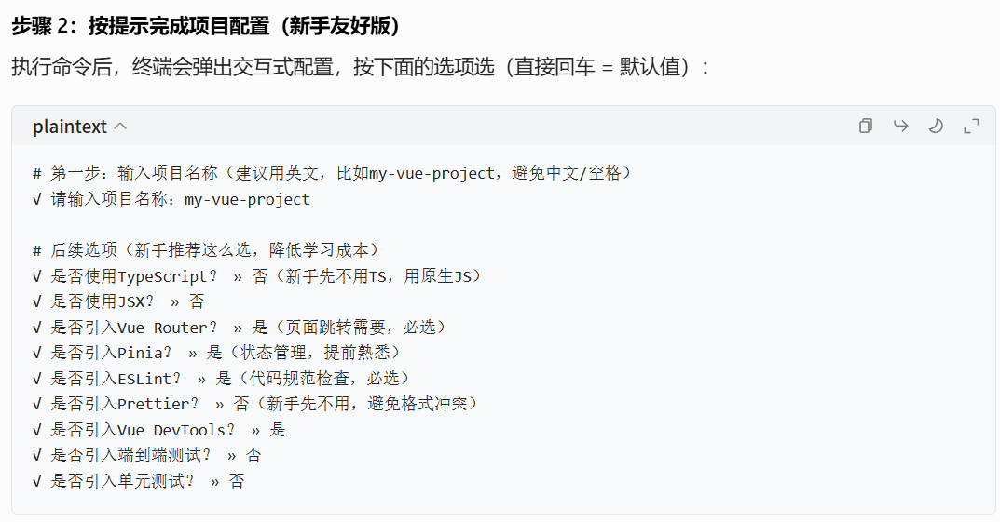 步骤 2：按提示完成项目配置（新手友好版）
执行命令后，终端会弹出交互式配置，按下面的选项选（直接回车 = 默认值）：
plaintext
# 第一步：输入项目名称（建议用英文，比如my-vue-project，避免中文/空格）
√ 请输入项目名称：my-vue-project
# 后续选项（新手推荐这么选，降低学习成本）
√ 是否使用TypeScript？ » 否（新手先不用TS，用原生JS）
√ 是否使用JSX？ » 否
√ 是否引入Vue Router？ » 是（页面跳转需要，必选）
√ 是否引入Pinia？ » 是（状态管理，提前熟悉）
√ 是否引入ESLint？ » 是（代码规范检查，必选）
√ 是否引入Prettier？ » 否（新手先不用，避免格式冲突）
√ 是否引入Vue DevTools？ » 是
√ 是否引入端到端测试？ » 否
√ 是否引入单元测试？ » 否